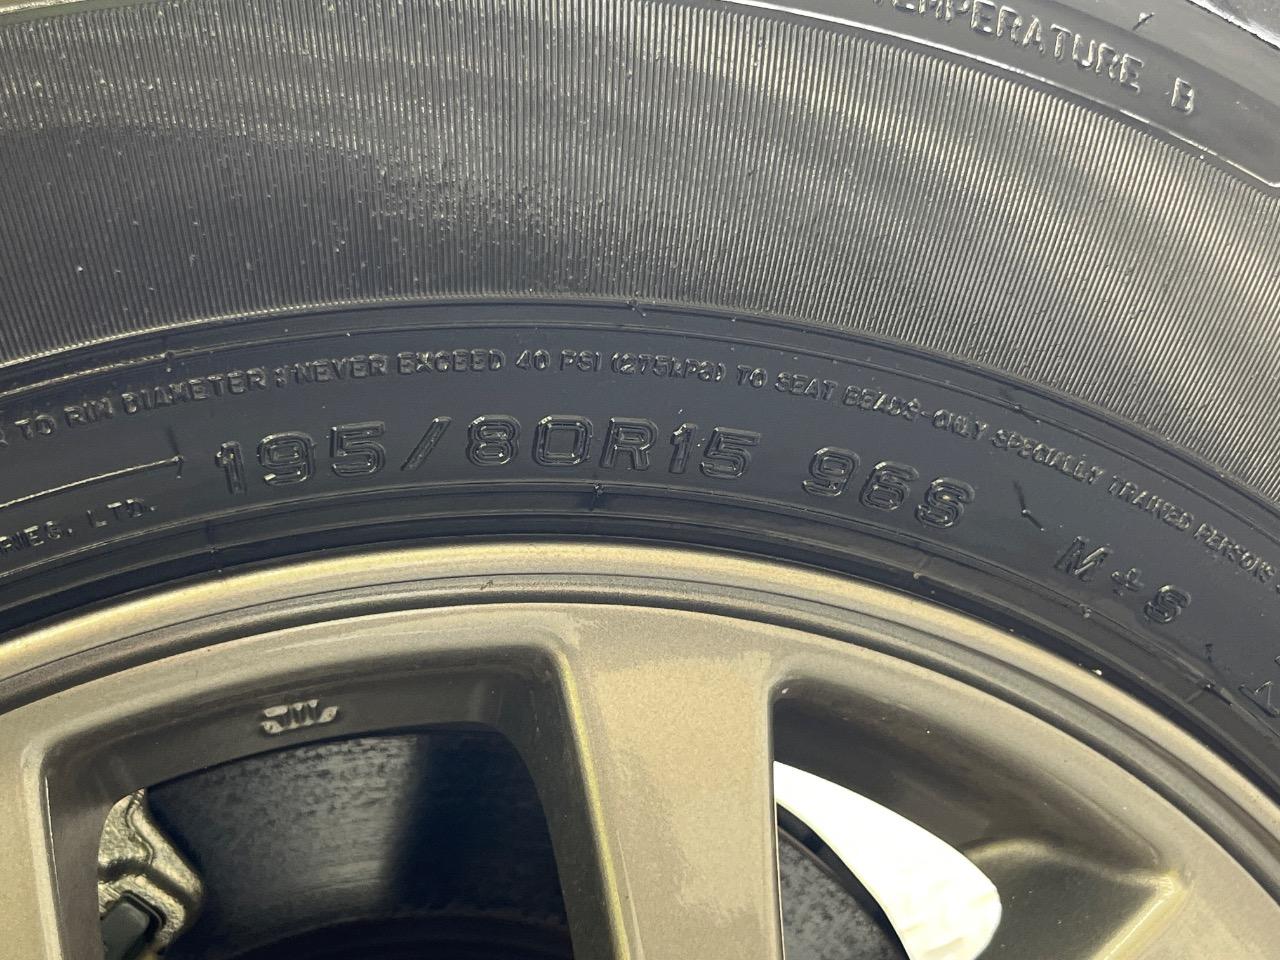 TEMPERATURE B
TO RIM DIAMETER : NEVER EXCEED 40 PSI (275kPa) TO SEAT BEADS-ONLY SPECIALLY TRAINED PERSONS
195/80R15 96S
LTD.
M+S